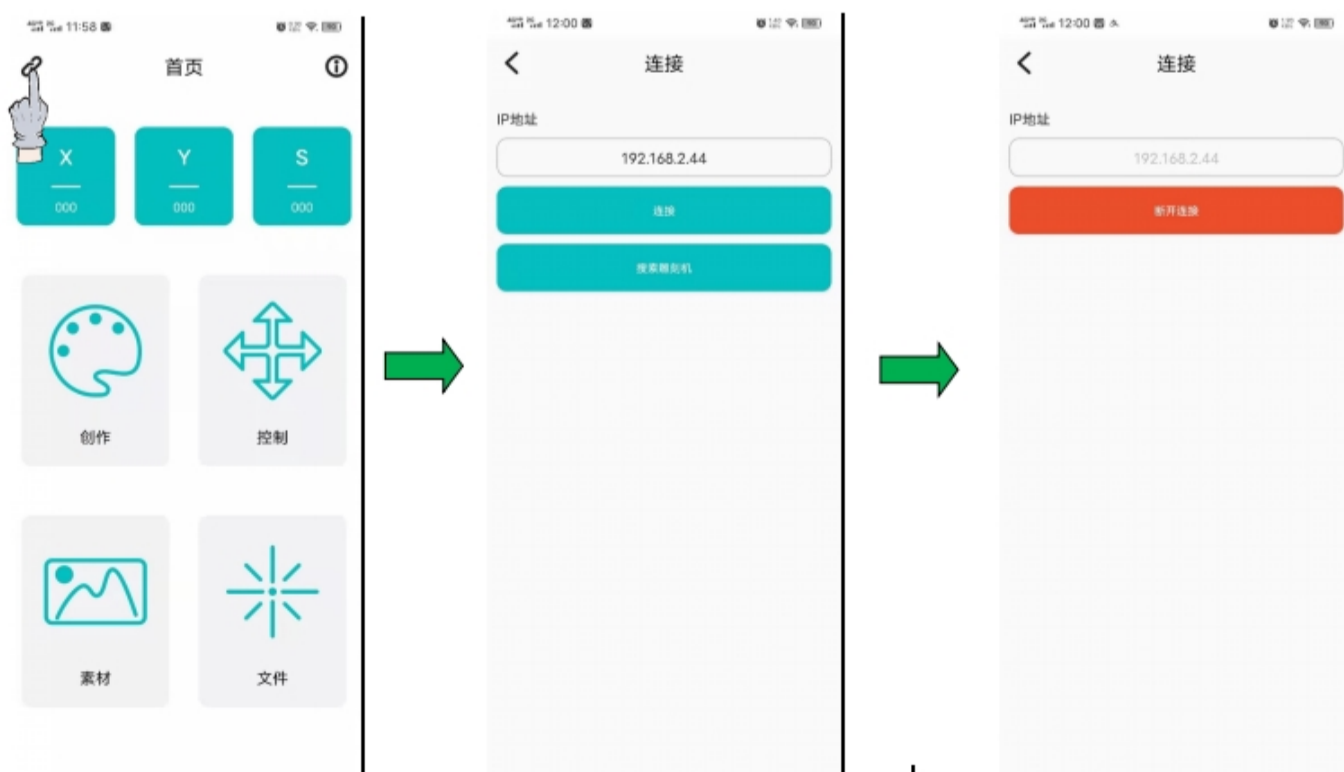 11:58
首页
X
Y
S
000
000
000
创作
控制
素材
文件
12:00
连接
IP地址
192.168.2.44
连接
搜索雕刻机
12:00
连接
IP地址
192.168.2.44
断开连接